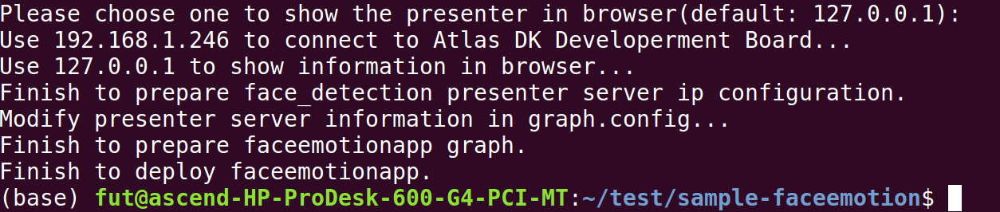 Please choose one to show the presenter in browser(default: 127.0.0.1):
Use 192.168.1.246 to connect to Atlas DK Developerment Board...
Use 127.0.0.1 to show information in browser...
Finish to prepare face_detection presenter server ip configuration.
Modify presenter server information in graph.config...
Finish to prepare faceemotionapp graph.
Finish to deploy faceemotionapp.
(base) fut@ascend-HP-ProDesk-600-G4-PCI-MT:~/test/sample-faceemotion$